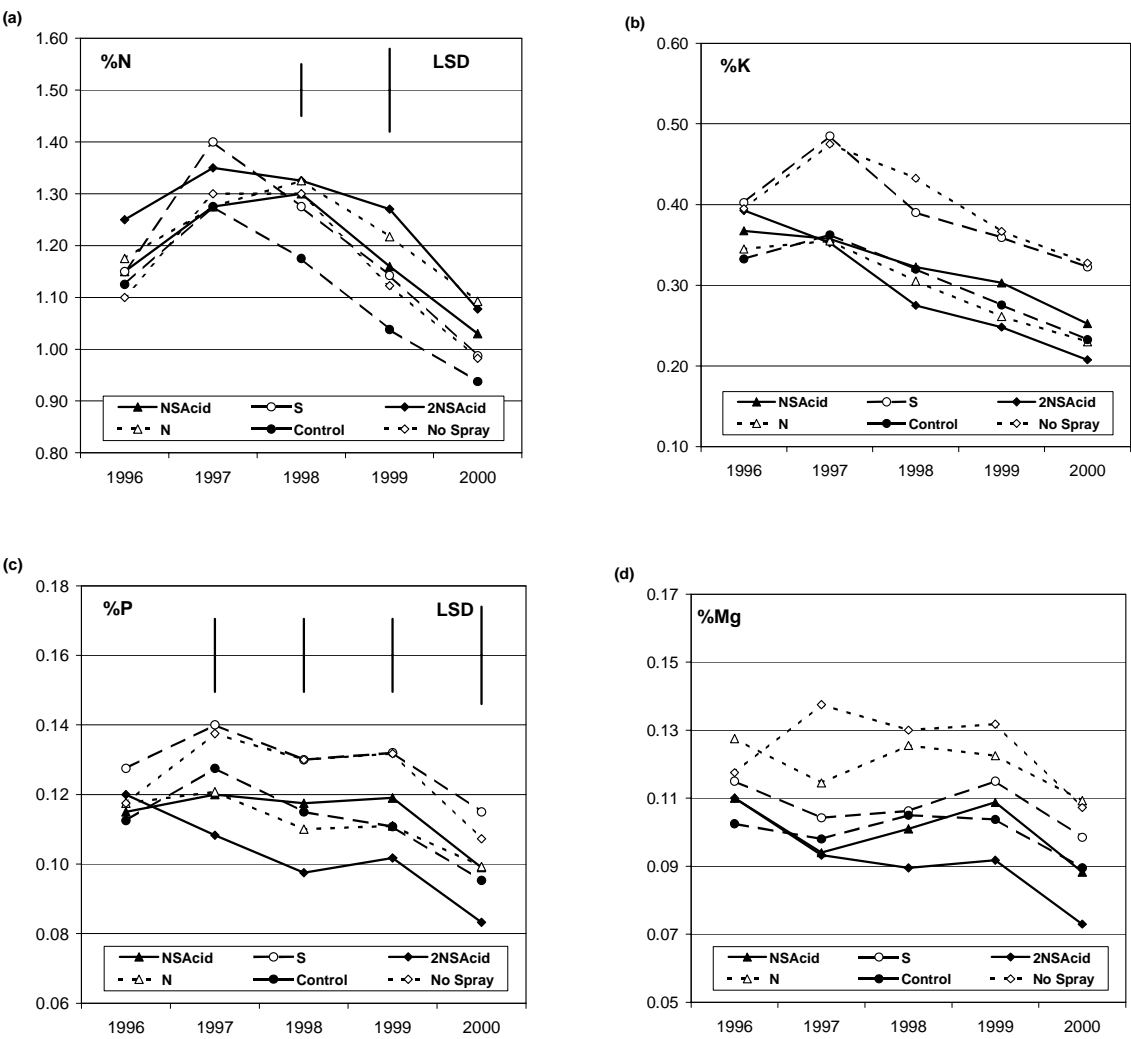 (a)
%N
LSD
1.60
1.50
1.40
1.30
1.20
1.10
1.00
0.90
0.80
NSAcid S 2NSAcid
N Control No Spray
1996 1997 1998 1999 2000
(b)
%K
0.60
0.50
0.40
0.30
0.20
0.10
NSAcid S 2NSAcid
N Control No Spray
1996 1997 1998 1999 2000
(c)
%P
LSD
0.18
0.16
0.14
0.12
0.10
0.08
0.06
NSAcid S 2NSAcid
N Control No Spray
1996 1997 1998 1999 2000
(d)
%Mg
0.17
0.15
0.13
0.11
0.09
0.07
0.05
NSAcid S 2NSAcid
N Control No Spray
1996 1997 1998 1999 2000